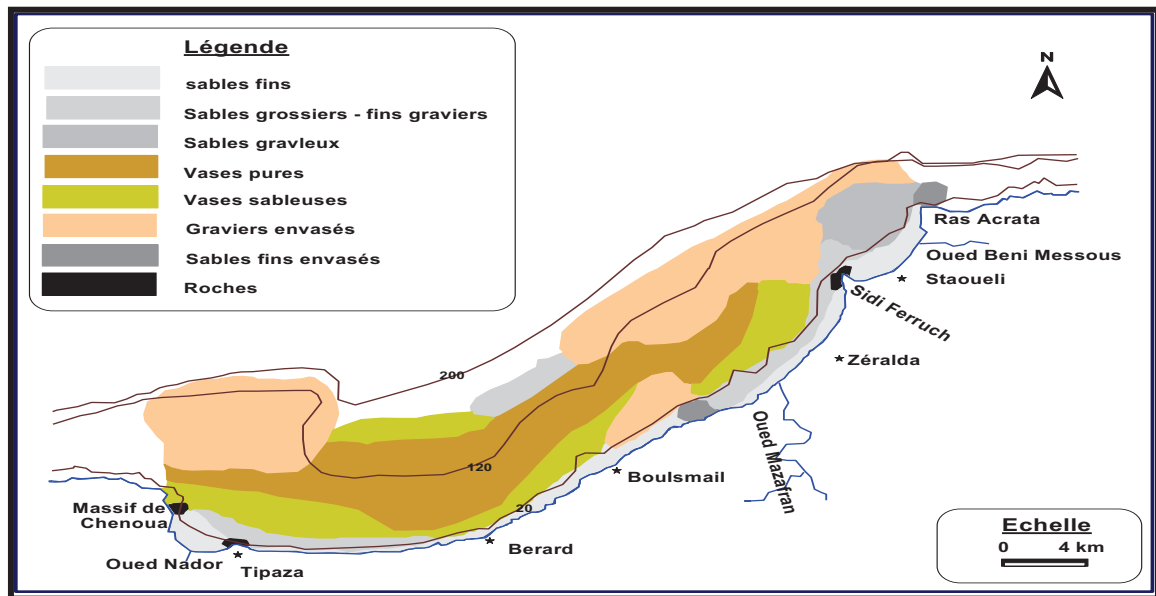 Légende
sables fins
Sables grossiers - fins graviers
Sables gravleux
Vases pures
Vases sableuses
Graviers envasés
Sables fins envasés
Roches
N
Ras Acrata
Oued Beni Messous
Staoueli
Sidi Ferruch
Zéralda
200
Oued Mazafran
120
Boulsmail
20
Massif de
Chenoua
Berard
Oued Nador
Tipaza
Echelle
0 4 km